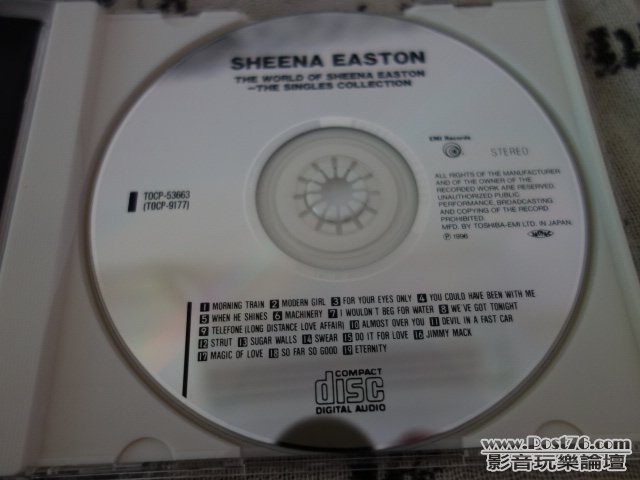 SHEENA EASTON
THE WORLD OF SHEENA EASTON
–THE SINGLES COLLECTION
EMI Records
STEREO
TOCP-53663
(TOCP-9177)
ALL RIGHTS OF THE MANUFACTURER
AND OF THE OWNER OF THE
RECORDED WORK ARE RESERVED.
UNAUTHORIZED PUBLIC
PERFORMANCE, BROADCASTING
AND COPYING OF THE RECORD
PROHIBITED.
MFD. BY TOSHIBA-EMI LTD. IN JAPAN.
℗ 1996
1 MORNING TRAIN 2 MODERN GIRL 3 FOR YOUR EYES ONLY 4 YOU COULD HAVE BEEN WITH ME
5 WHEN HE SHINES 6 MACHINERY 7 I WOULDN'T BEG FOR WATER 8 WE'VE GOT TONIGHT
9 TELEFONE (LONG DISTANCE LOVE AFFAIR) 10 ALMOST OVER YOU 11 DEVIL IN A FAST CAR
12 STRUT 13 SUGAR WALLS 14 SWEAR 15 DO IT FOR LOVE 16 JIMMY MACK
17 MAGIC OF LOVE 18 SO FAR SO GOOD 19 ETERNITY
COMPACT
disc
DIGITAL AUDIO
www.Post76.com
影音玩樂論壇